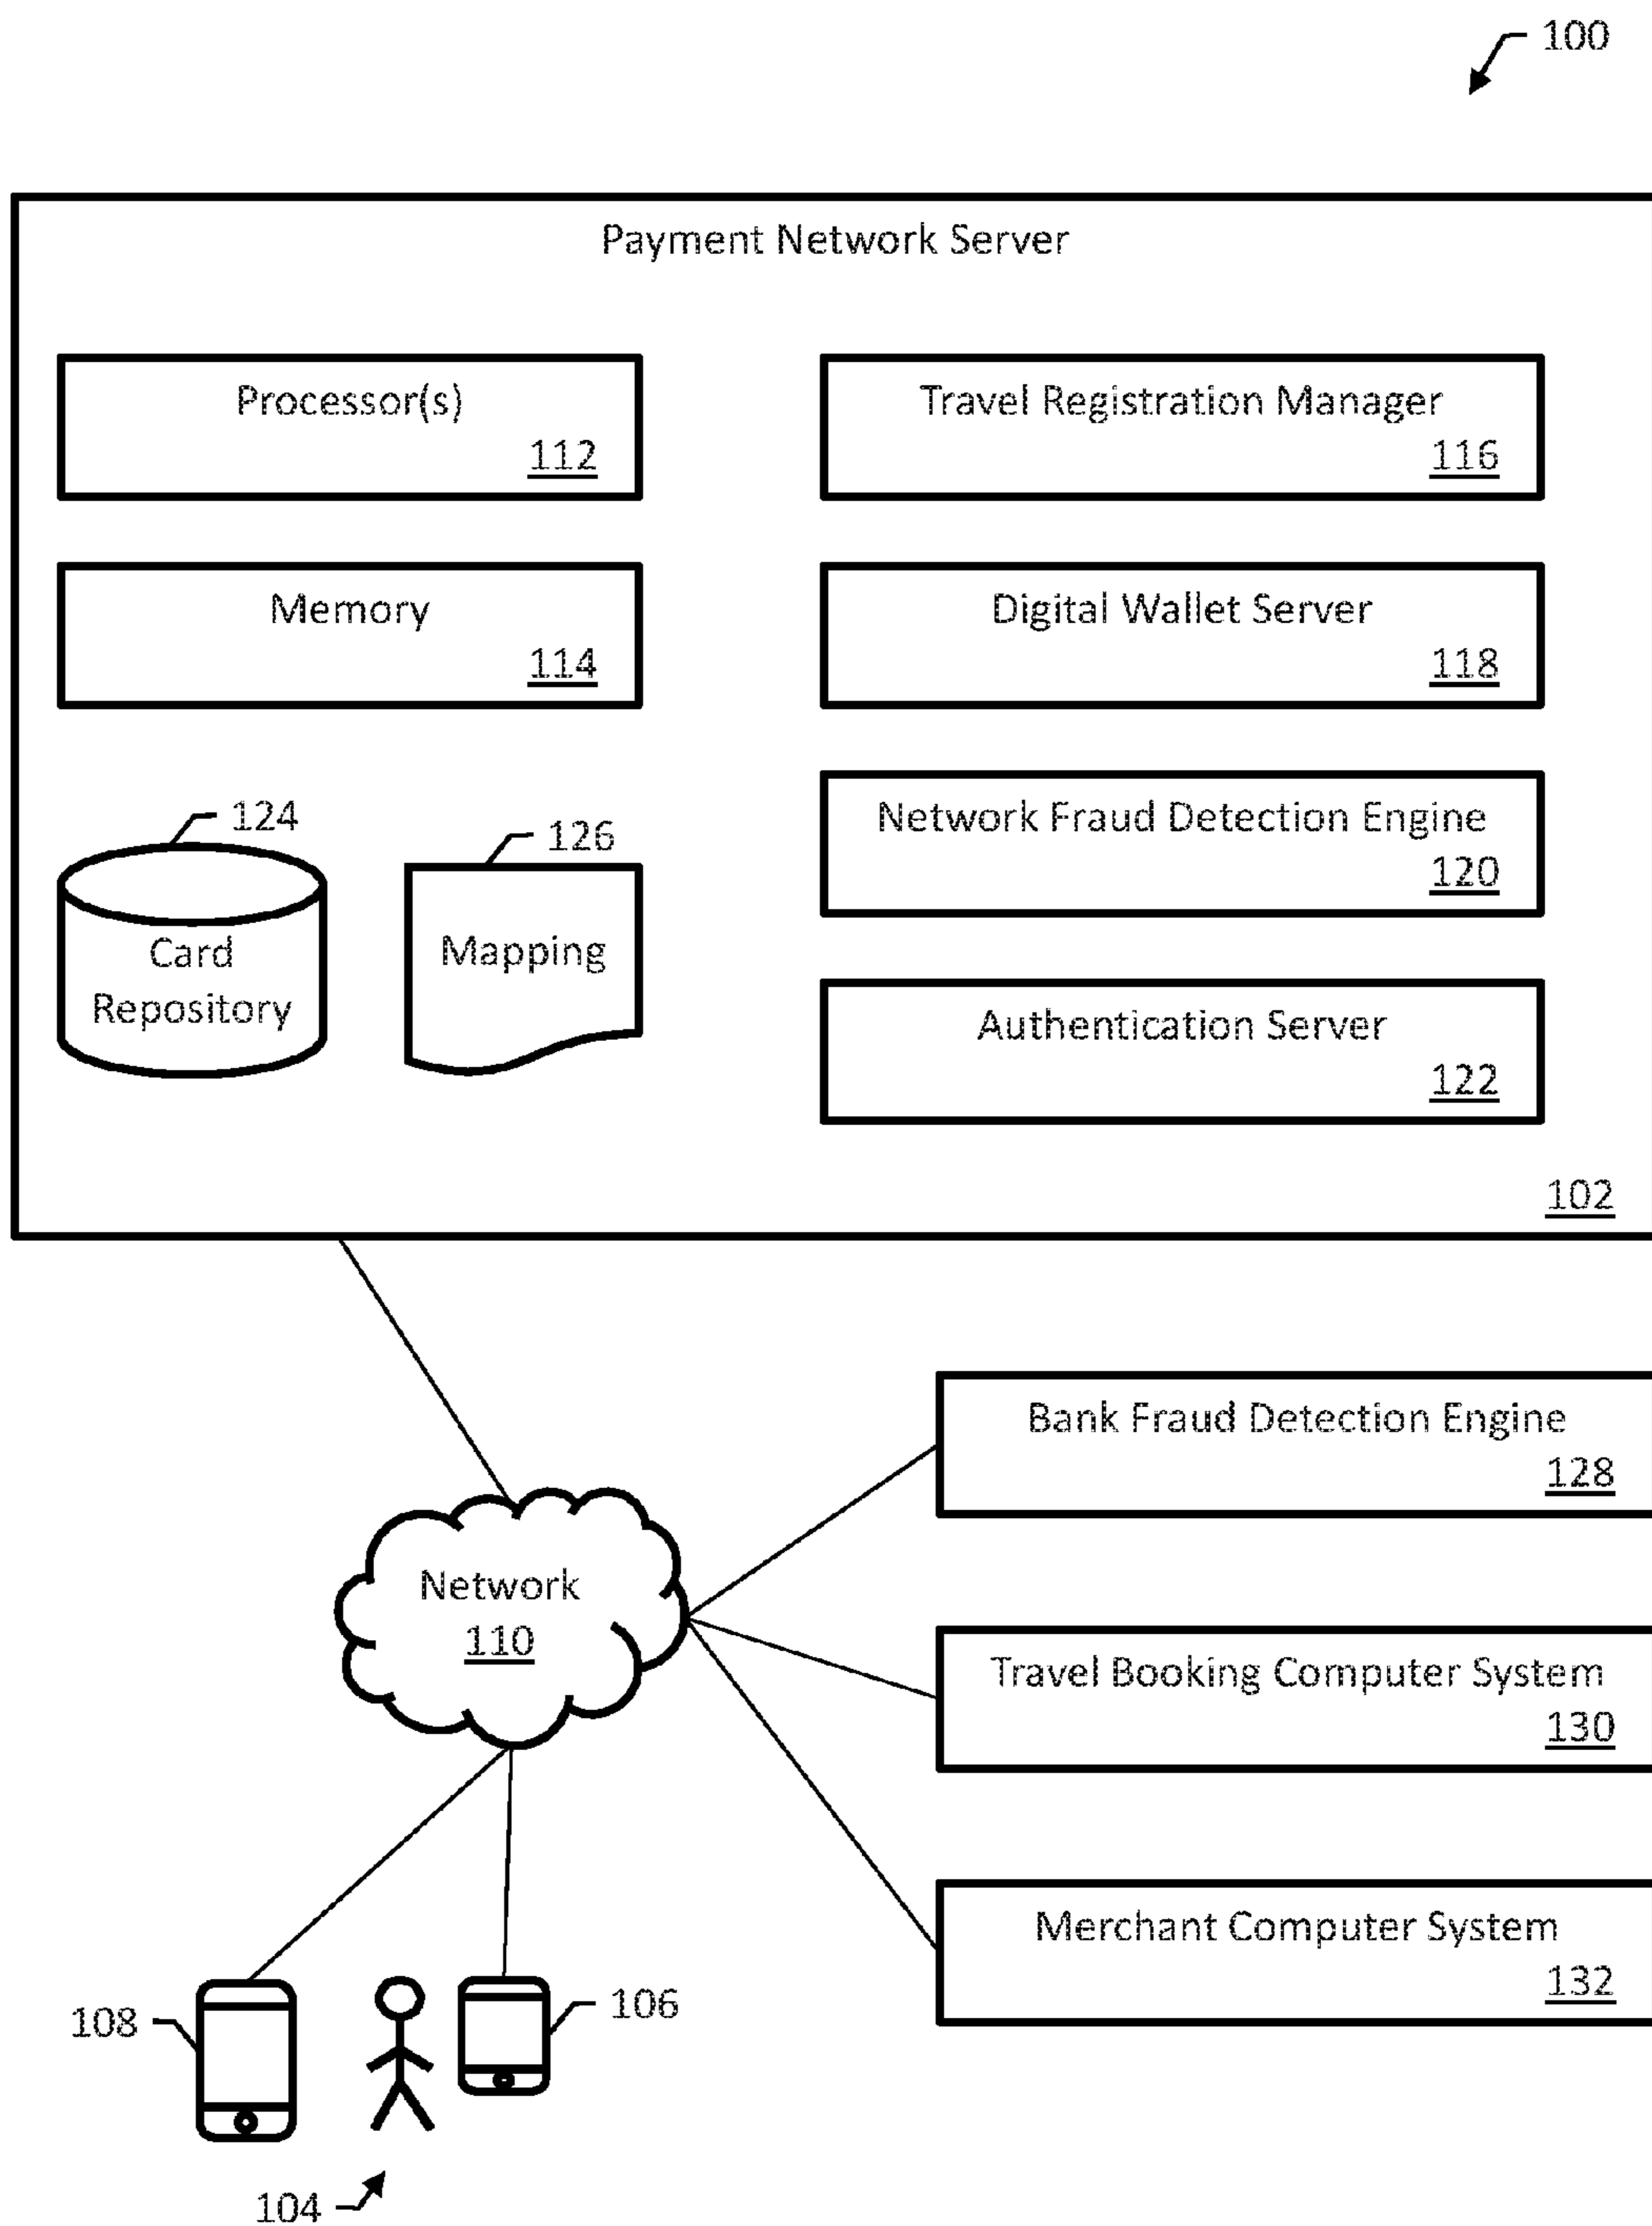 100
Payment Network Server
Processor(s)
112
Travel Registration Manager
116
Memory
114
Digital Wallet Server
118
124
Card
Repository
126
Mapping
Network Fraud Detection Engine
120
Authentication Server
122
102
Bank Fraud Detection Engine
128
Network
110
Travel Booking Computer System
130
Merchant Computer System
132
108
106
104